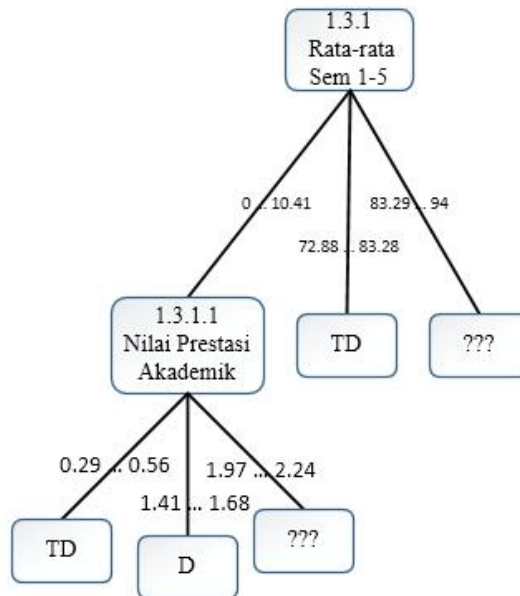 1.3.1
Rata-rata
Sem 1-5
0 .. 10.41
83.29 .. 94
72.88 .. 83.28
1.3.1.1
Nilai Prestasi
Akademik
TD
???
0.29 ... 0.56
1.97 ... 2.24
1.41 ... 1.68
TD
D
???